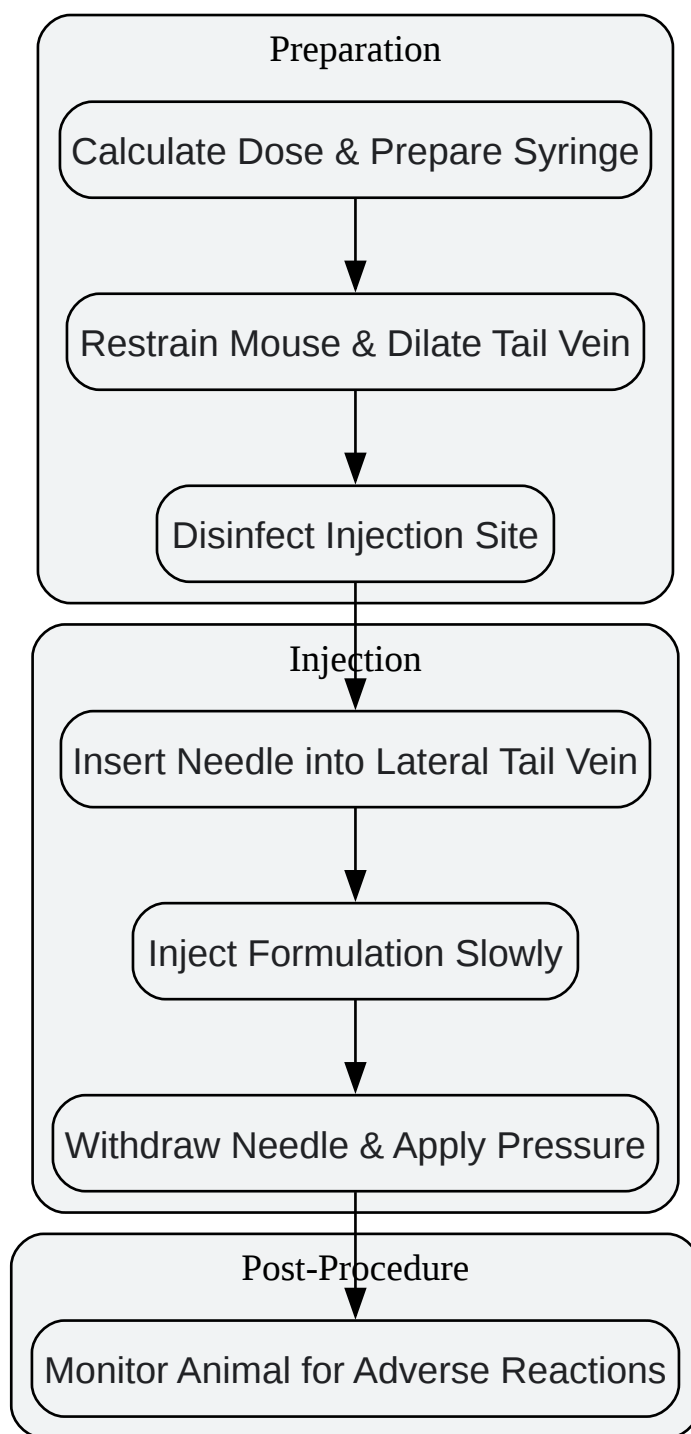 Preparation
Calculate Dose & Prepare Syringe
Restrain Mouse & Dilate Tail Vein
Disinfect Injection Site
Injection
Insert Needle into Lateral Tail Vein
Inject Formulation Slowly
Withdraw Needle & Apply Pressure
Post-Procedure
Monitor Animal for Adverse Reactions